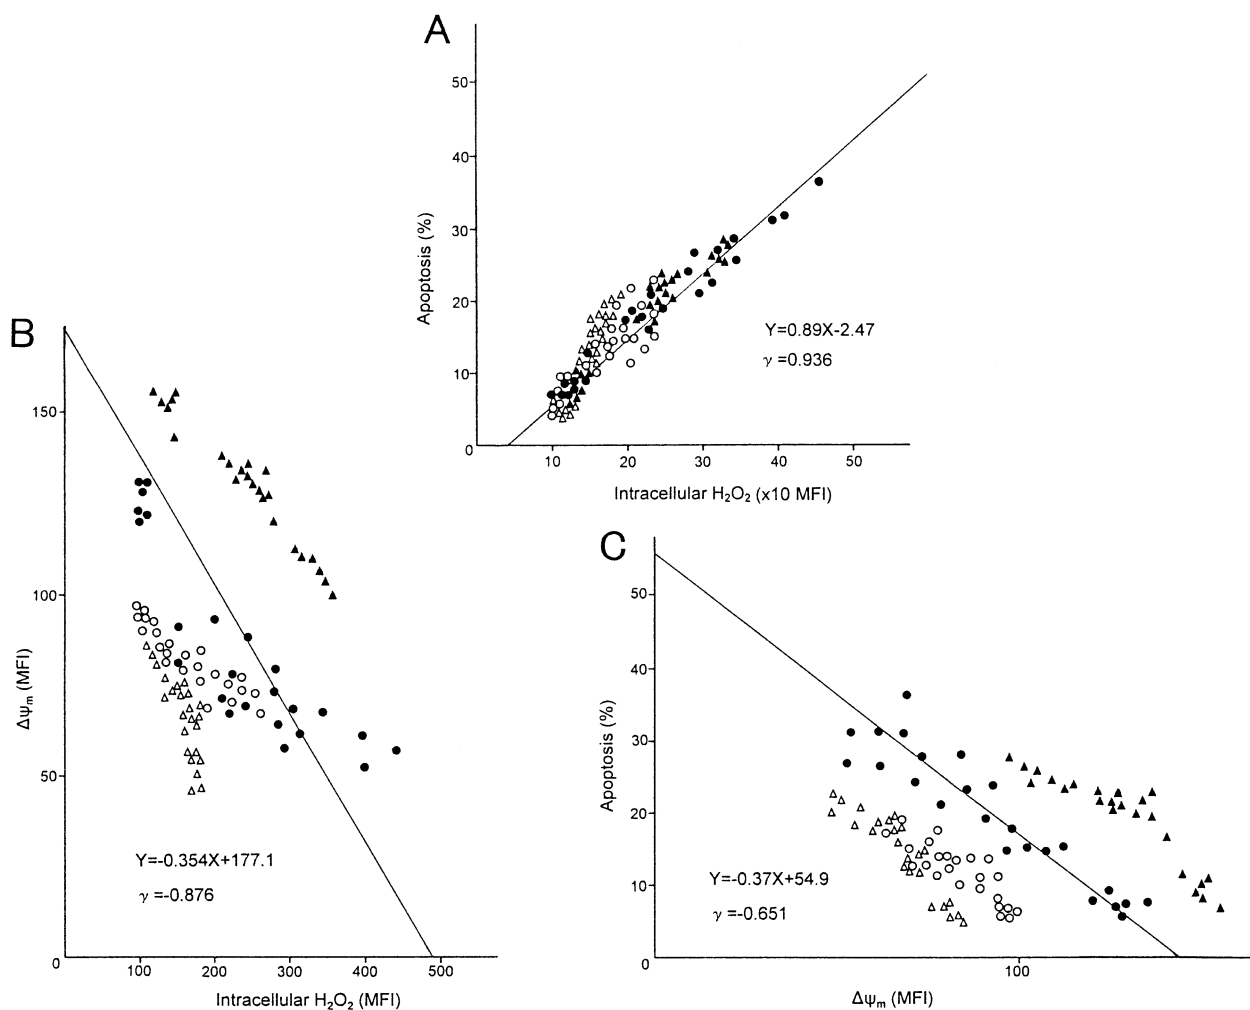 A
50
40
30
20
10
0
10 20 30 40 50
Apoptosis (%)
Intracellular H₂O₂ (x10 MFI)
Y=0.89X-2.47
γ =0.936
B
150
100
50
0
100 200 300 400 500
Δψm (MFI)
Intracellular H₂O₂ (MFI)
Y=-0.354X+177.1
γ =-0.876
C
50
40
30
20
10
0
100
Apoptosis (%)
Δψm (MFI)
Y=-0.37X+54.9
γ =-0.651